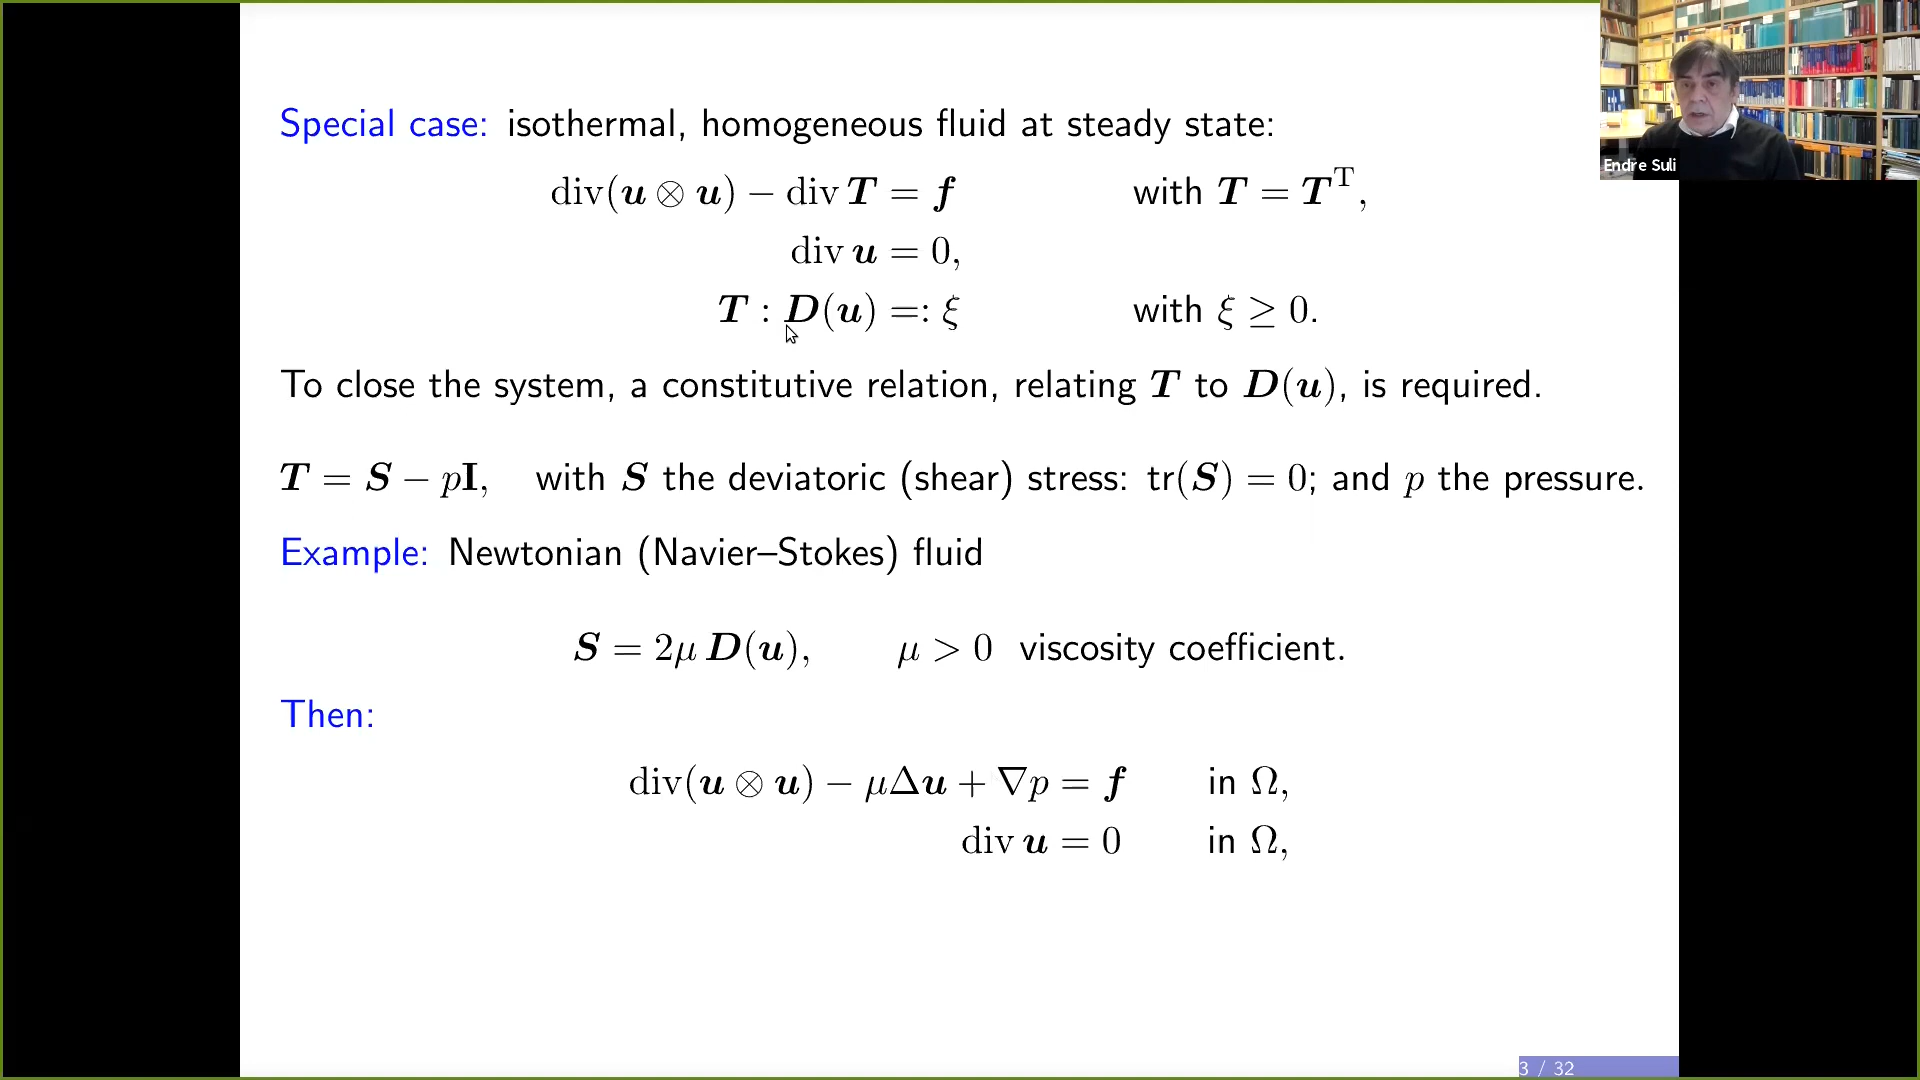 Special case: isothermal, homogeneous fluid at steady state:
div(u ⊗ u) − div T = f with T = Tᵀ,
div u = 0,
T : D(u) =: ξ with ξ ≥ 0.
To close the system, a constitutive relation, relating T to D(u), is required.
T = S − pI, with S the deviatoric (shear) stress: tr(S) = 0; and p the pressure.
Example: Newtonian (Navier–Stokes) fluid
S = 2μ D(u), μ > 0 viscosity coefficient.
Then:
div(u ⊗ u) − μΔu + ∇p = f in Ω,
div u = 0 in Ω,
3 / 32
Endre Suli